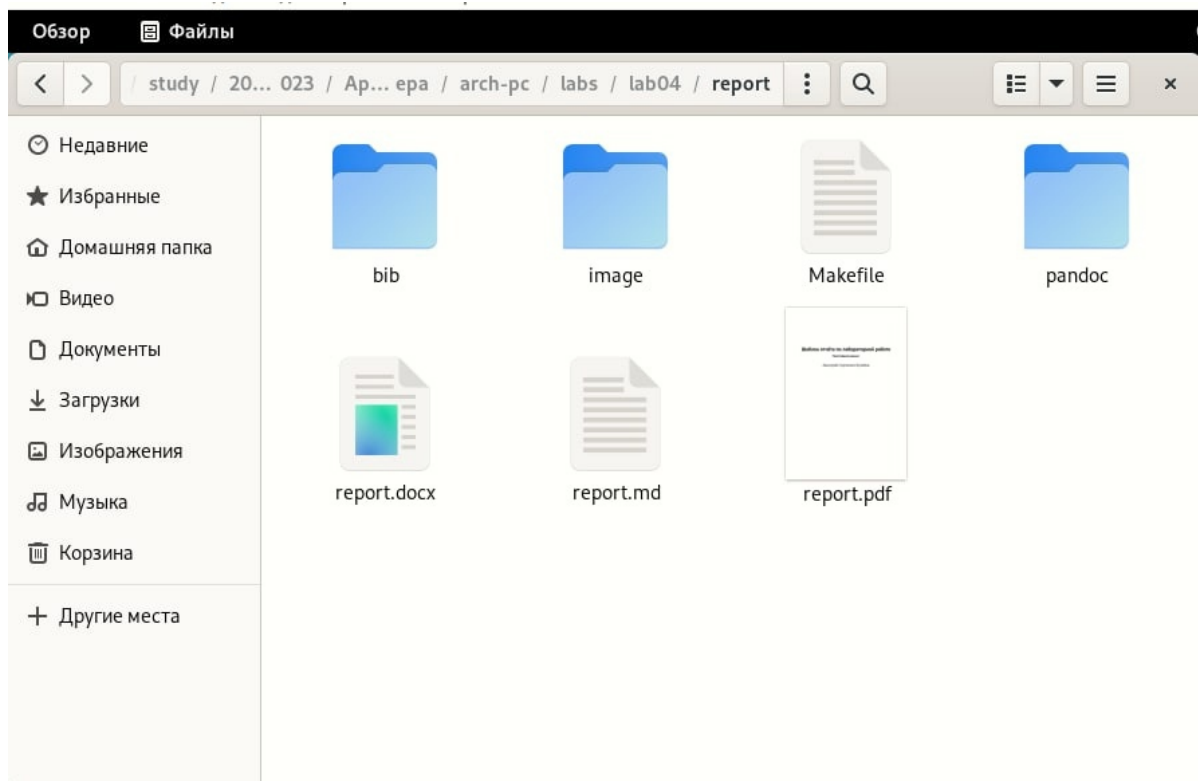 Обзор Файлы
/ study / 20... 023 / Ар... ера / arch-pc / labs / lab04 / report
Недавние
Избранные
Домашняя папка
Видео
Документы
Загрузки
Изображения
Музыка
Корзина
Другие места
bib image Makefile pandoc
report.docx report.md report.pdf